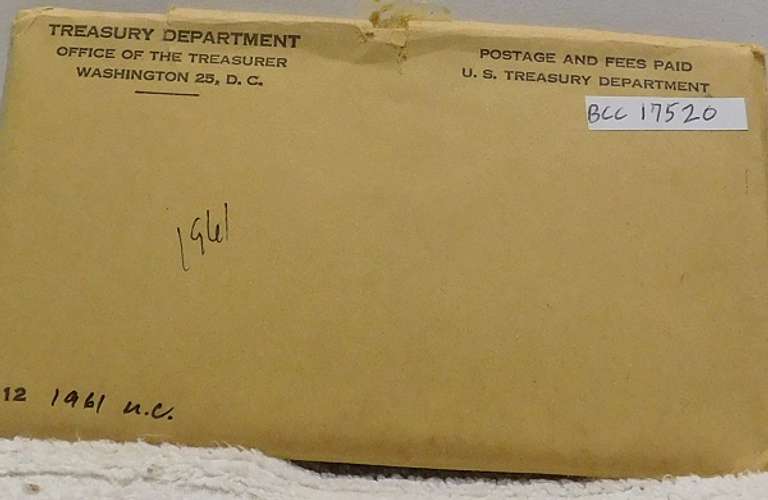 TREASURY DEPARTMENT
OFFICE OF THE TREASURER
WASHINGTON 25, D. C.
POSTAGE AND FEES PAID
U. S. TREASURY DEPARTMENT
BCC 17520
1961
12 1961 u.c.